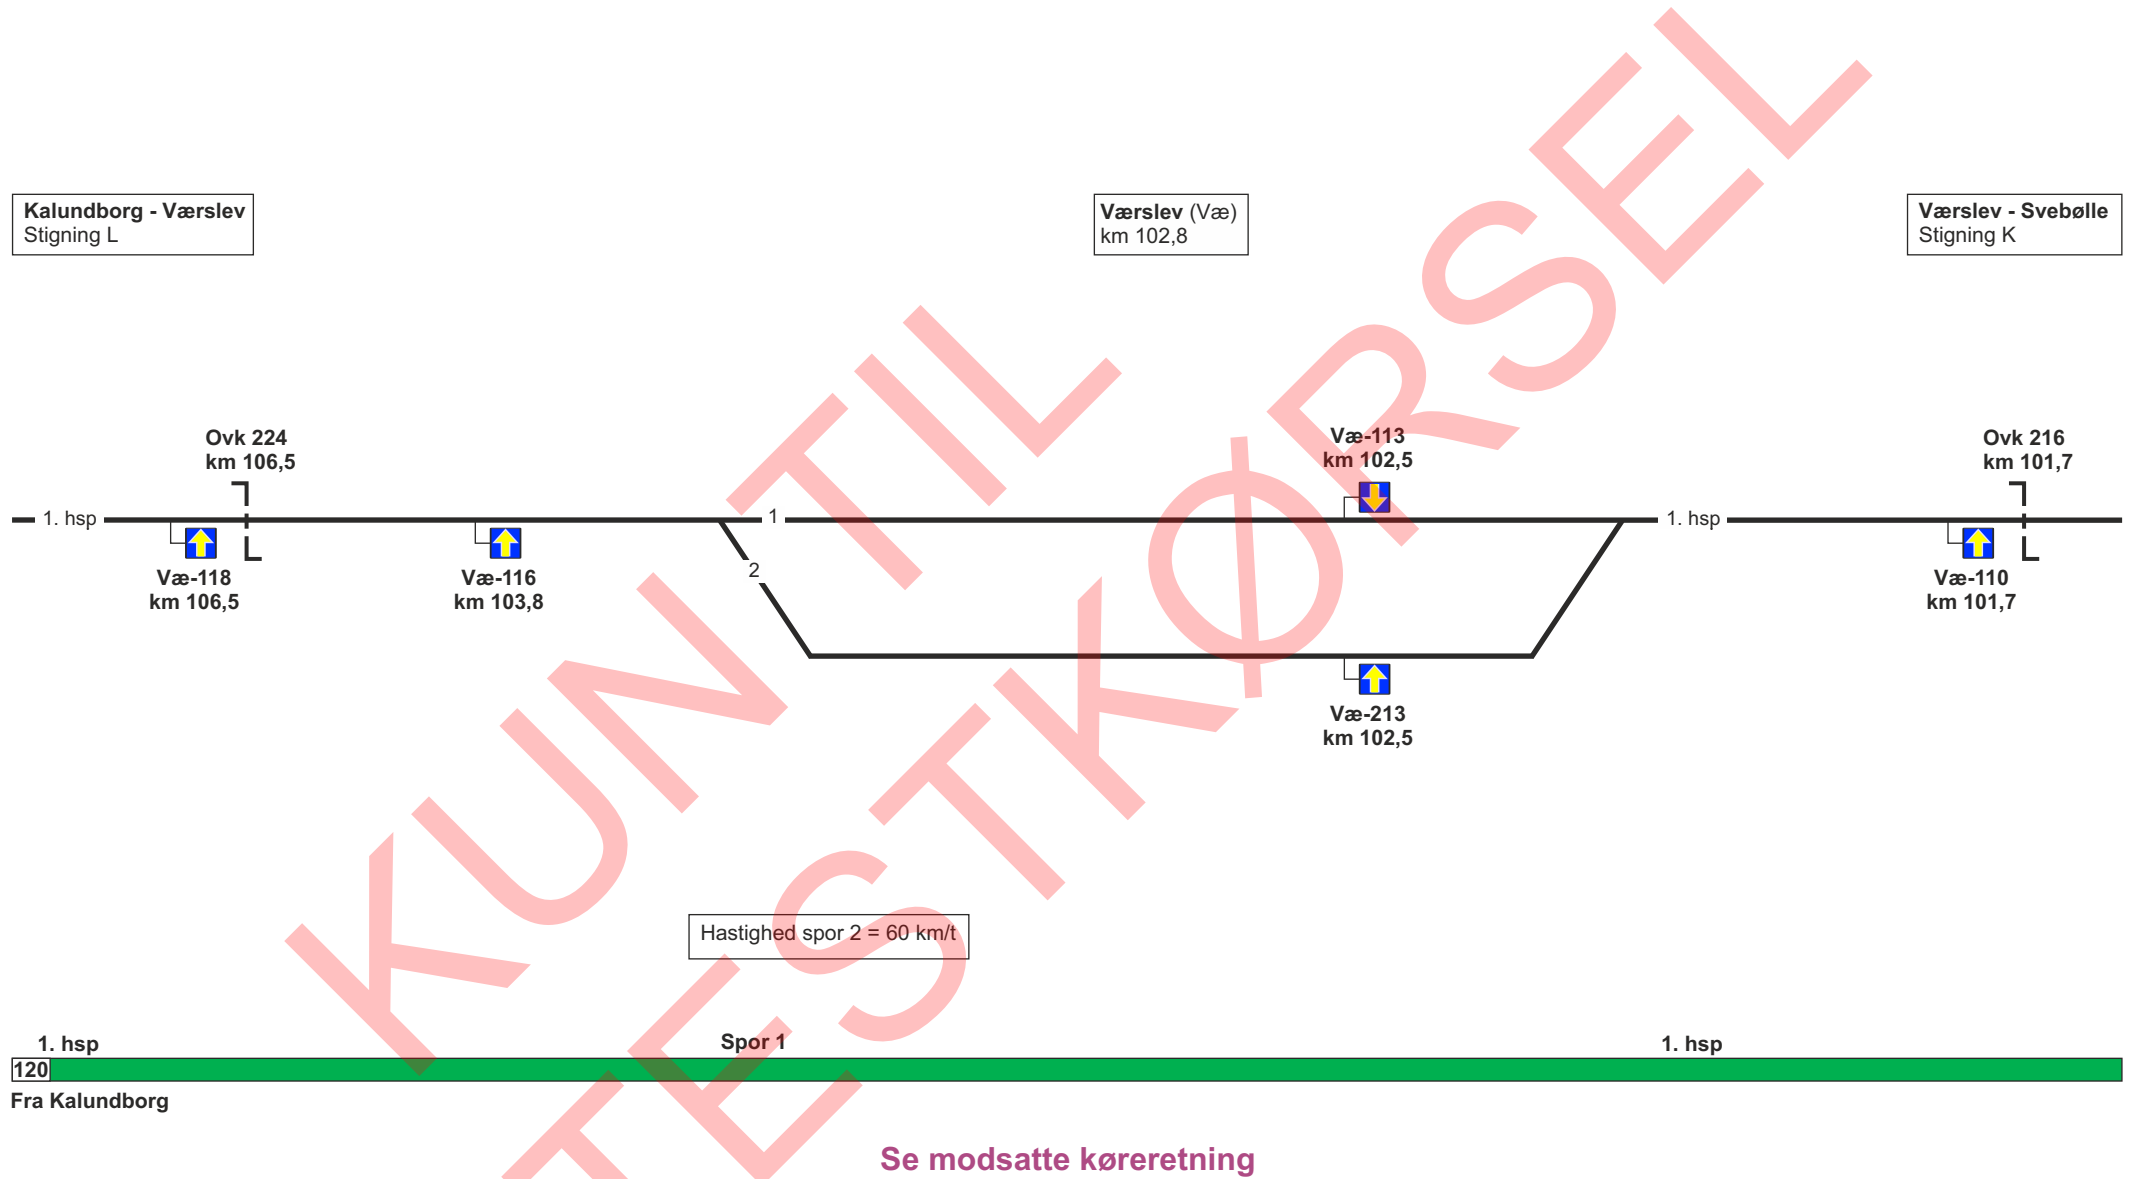 Kalundborg - Værslev
Stigning L
Værslev (Væ)
km 102,8
Værslev - Svebølle
Stigning K
Ovk 224
km 106,5
Væ-113
km 102,5
Ovk 216
km 101,7
1. hsp
1
1. hsp
2
Væ-118
km 106,5
Væ-116
km 103,8
Væ-110
km 101,7
Væ-213
km 102,5
Hastighed spor 2 = 60 km/t
1. hsp
Spor 1
1. hsp
120
Fra Kalundborg
Se modsatte køreretning
KUN TIL
TESTKØRSEL